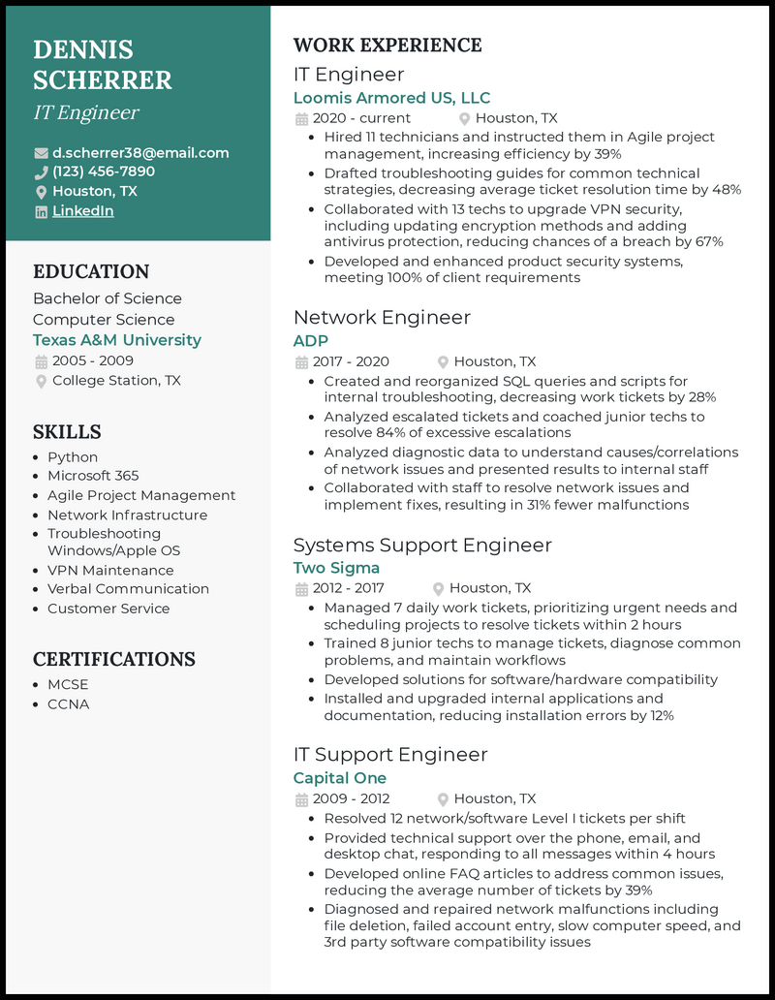 DENNIS
SCHERRER
IT Engineer
d.scherrer38@email.com
(123) 456-7890
Houston, TX
LinkedIn
EDUCATION
Bachelor of Science
Computer Science
Texas A&M University
2005 - 2009
College Station, TX
SKILLS
• Python
• Microsoft 365
• Agile Project Management
• Network Infrastructure
• Troubleshooting
Windows/Apple OS
• VPN Maintenance
• Verbal Communication
• Customer Service
CERTIFICATIONS
• MCSE
• CCNA
WORK EXPERIENCE
IT Engineer
Loomis Armored US, LLC
2020 - current Houston, TX
• Hired 11 technicians and instructed them in Agile project
management, increasing efficiency by 39%
• Drafted troubleshooting guides for common technical
strategies, decreasing average ticket resolution time by 48%
• Collaborated with 13 techs to upgrade VPN security,
including updating encryption methods and adding
antivirus protection, reducing chances of a breach by 67%
• Developed and enhanced product security systems,
meeting 100% of client requirements
Network Engineer
ADP
2017 - 2020 Houston, TX
• Created and reorganized SQL queries and scripts for
internal troubleshooting, decreasing work tickets by 28%
• Analyzed escalated tickets and coached junior techs to
resolve 84% of excessive escalations
• Analyzed diagnostic data to understand causes/correlations
of network issues and presented results to internal staff
• Collaborated with staff to resolve network issues and
implement fixes, resulting in 31% fewer malfunctions
Systems Support Engineer
Two Sigma
2012 - 2017 Houston, TX
• Managed 7 daily work tickets, prioritizing urgent needs and
scheduling projects to resolve tickets within 2 hours
• Trained 8 junior techs to manage tickets, diagnose common
problems, and maintain workflows
• Developed solutions for software/hardware compatibility
• Installed and upgraded internal applications and
documentation, reducing installation errors by 12%
IT Support Engineer
Capital One
2009 - 2012 Houston, TX
• Resolved 12 network/software Level I tickets per shift
• Provided technical support over the phone, email, and
desktop chat, responding to all messages within 4 hours
• Developed online FAQ articles to address common issues,
reducing the average number of tickets by 39%
• Diagnosed and repaired network malfunctions including
file deletion, failed account entry, slow computer speed, and
3rd party software compatibility issues